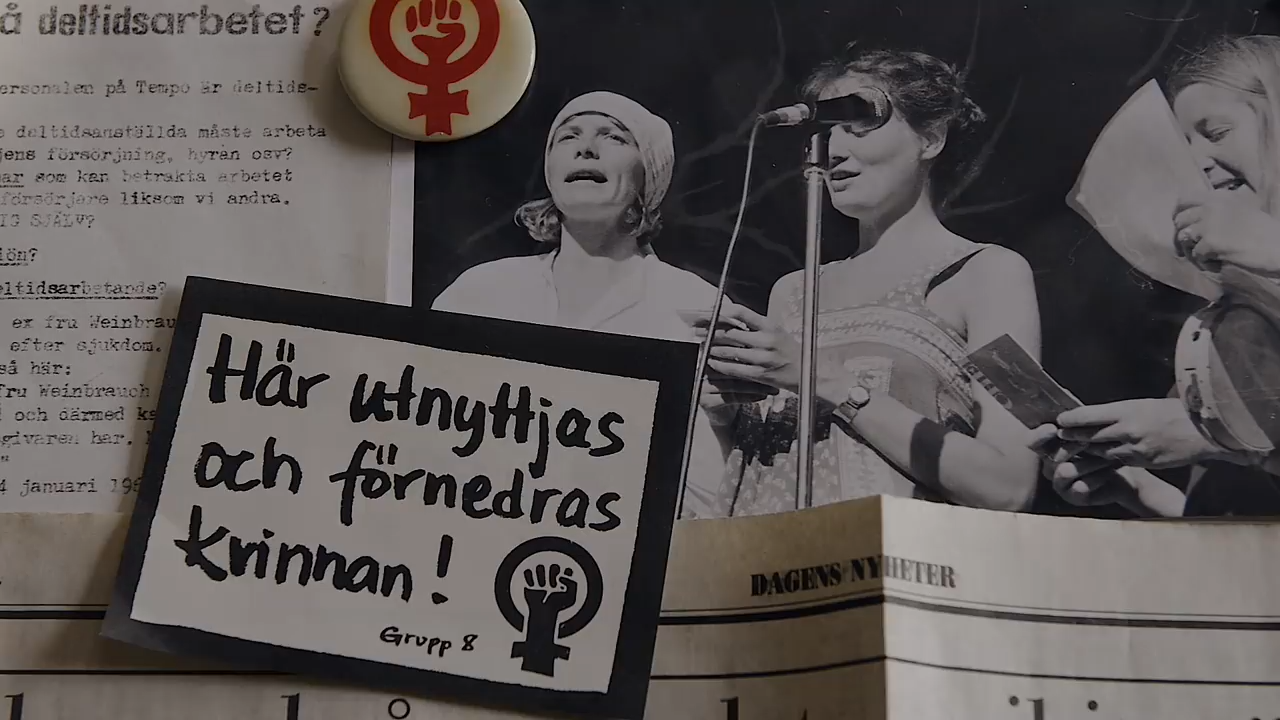 å deltidsarbetet?
ersonalen på Tempo är deltids-
deltidsanställda måste arbeta
jens försörjning, hyran osv?
ar som kan betrakta arbetet
försörjare liksom vi andra.
IG SJÄLV?
lön?
eltidsarbetande?
ex fru Weinbrau
efter sjukdom.
så här:
fru Weinbrauch
och därmed
givaren har.
4 januari 19
Här utnyttjas
och förnedras
kvinnan!
Grupp 8
DAGENS NYHETER